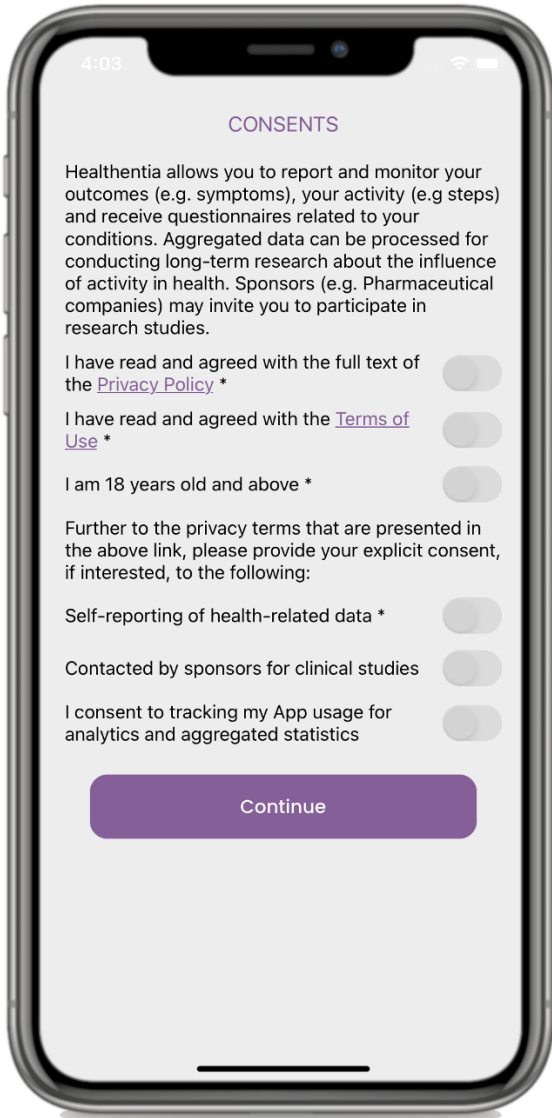 4:03
CONSENTS
Healthentia allows you to report and monitor your
outcomes (e.g. symptoms), your activity (e.g steps)
and receive questionnaires related to your
conditions. Aggregated data can be processed for
conducting long-term research about the influence
of activity in health. Sponsors (e.g. Pharmaceutical
companies) may invite you to participate in
research studies.
I have read and agreed with the full text of
the Privacy Policy *
I have read and agreed with the Terms of
Use *
I am 18 years old and above *
Further to the privacy terms that are presented in
the above link, please provide your explicit consent,
if interested, to the following:
Self-reporting of health-related data *
Contacted by sponsors for clinical studies
I consent to tracking my App usage for
analytics and aggregated statistics
Continue